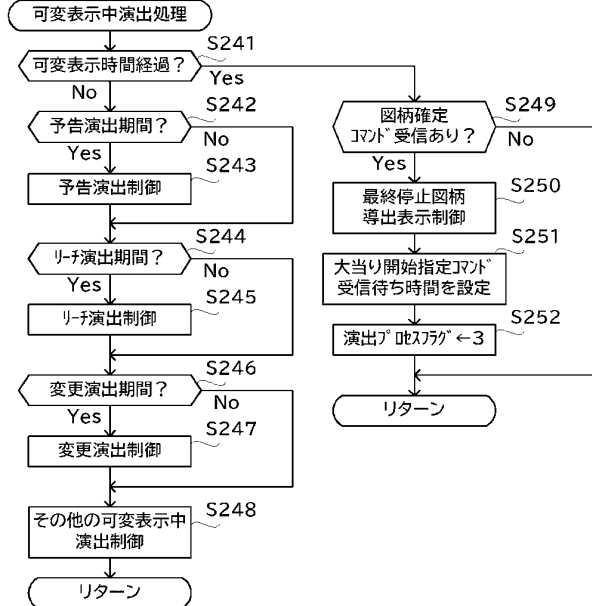 可変表示中演出処理
S241
可変表示時間経過？
Yes
No
S242
予告演出期間？
No
Yes
S243
予告演出制御
S244
ﾘｰﾁ演出期間？
No
Yes
S245
ﾘｰﾁ演出制御
S246
変更演出期間？
No
Yes
S247
変更演出制御
S248
その他の可変表示中
演出制御
リターン
S249
図柄確定
ｺﾏﾝﾄﾞ受信あり？
No
Yes
S250
最終停止図柄
導出表示制御
S251
大当り開始指定ｺﾏﾝﾄﾞ
受信待ち時間を設定
S252
演出ﾌﾟﾛｾｽﾌﾗｸﾞ←3
リターン